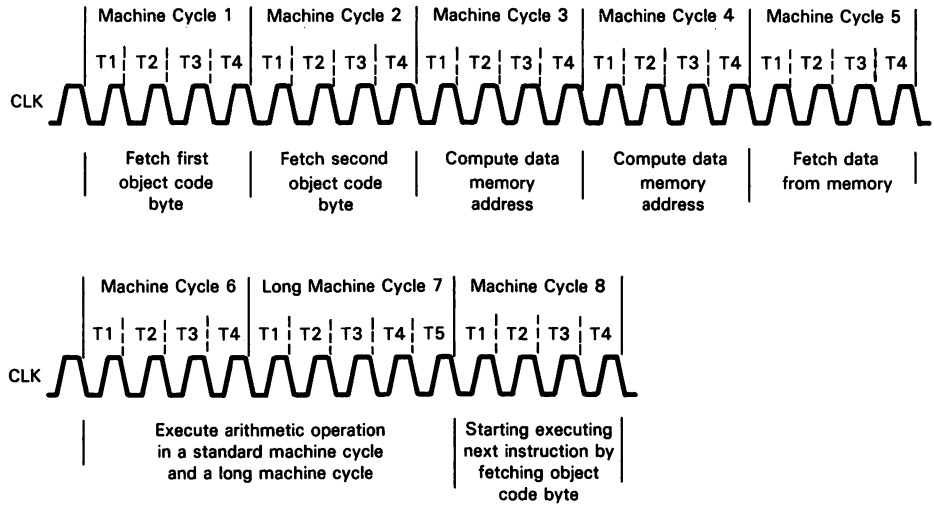 Machine Cycle 1 Machine Cycle 2 Machine Cycle 3 Machine Cycle 4 Machine Cycle 5
T1 T2 T3 T4 T1 T2 T3 T4 T1 T2 T3 T4 T1 T2 T3 T4 T1 T2 T3 T4
CLK
Fetch first Fetch second Compute data Compute data Fetch data
object code object code memory memory from memory
byte byte address address
Machine Cycle 6 Long Machine Cycle 7 Machine Cycle 8
T1 T2 T3 T4 T1 T2 T3 T4 T5 T1 T2 T3 T4
CLK
Execute arithmetic operation Starting executing
in a standard machine cycle next instruction by
and a long machine cycle fetching object
code byte